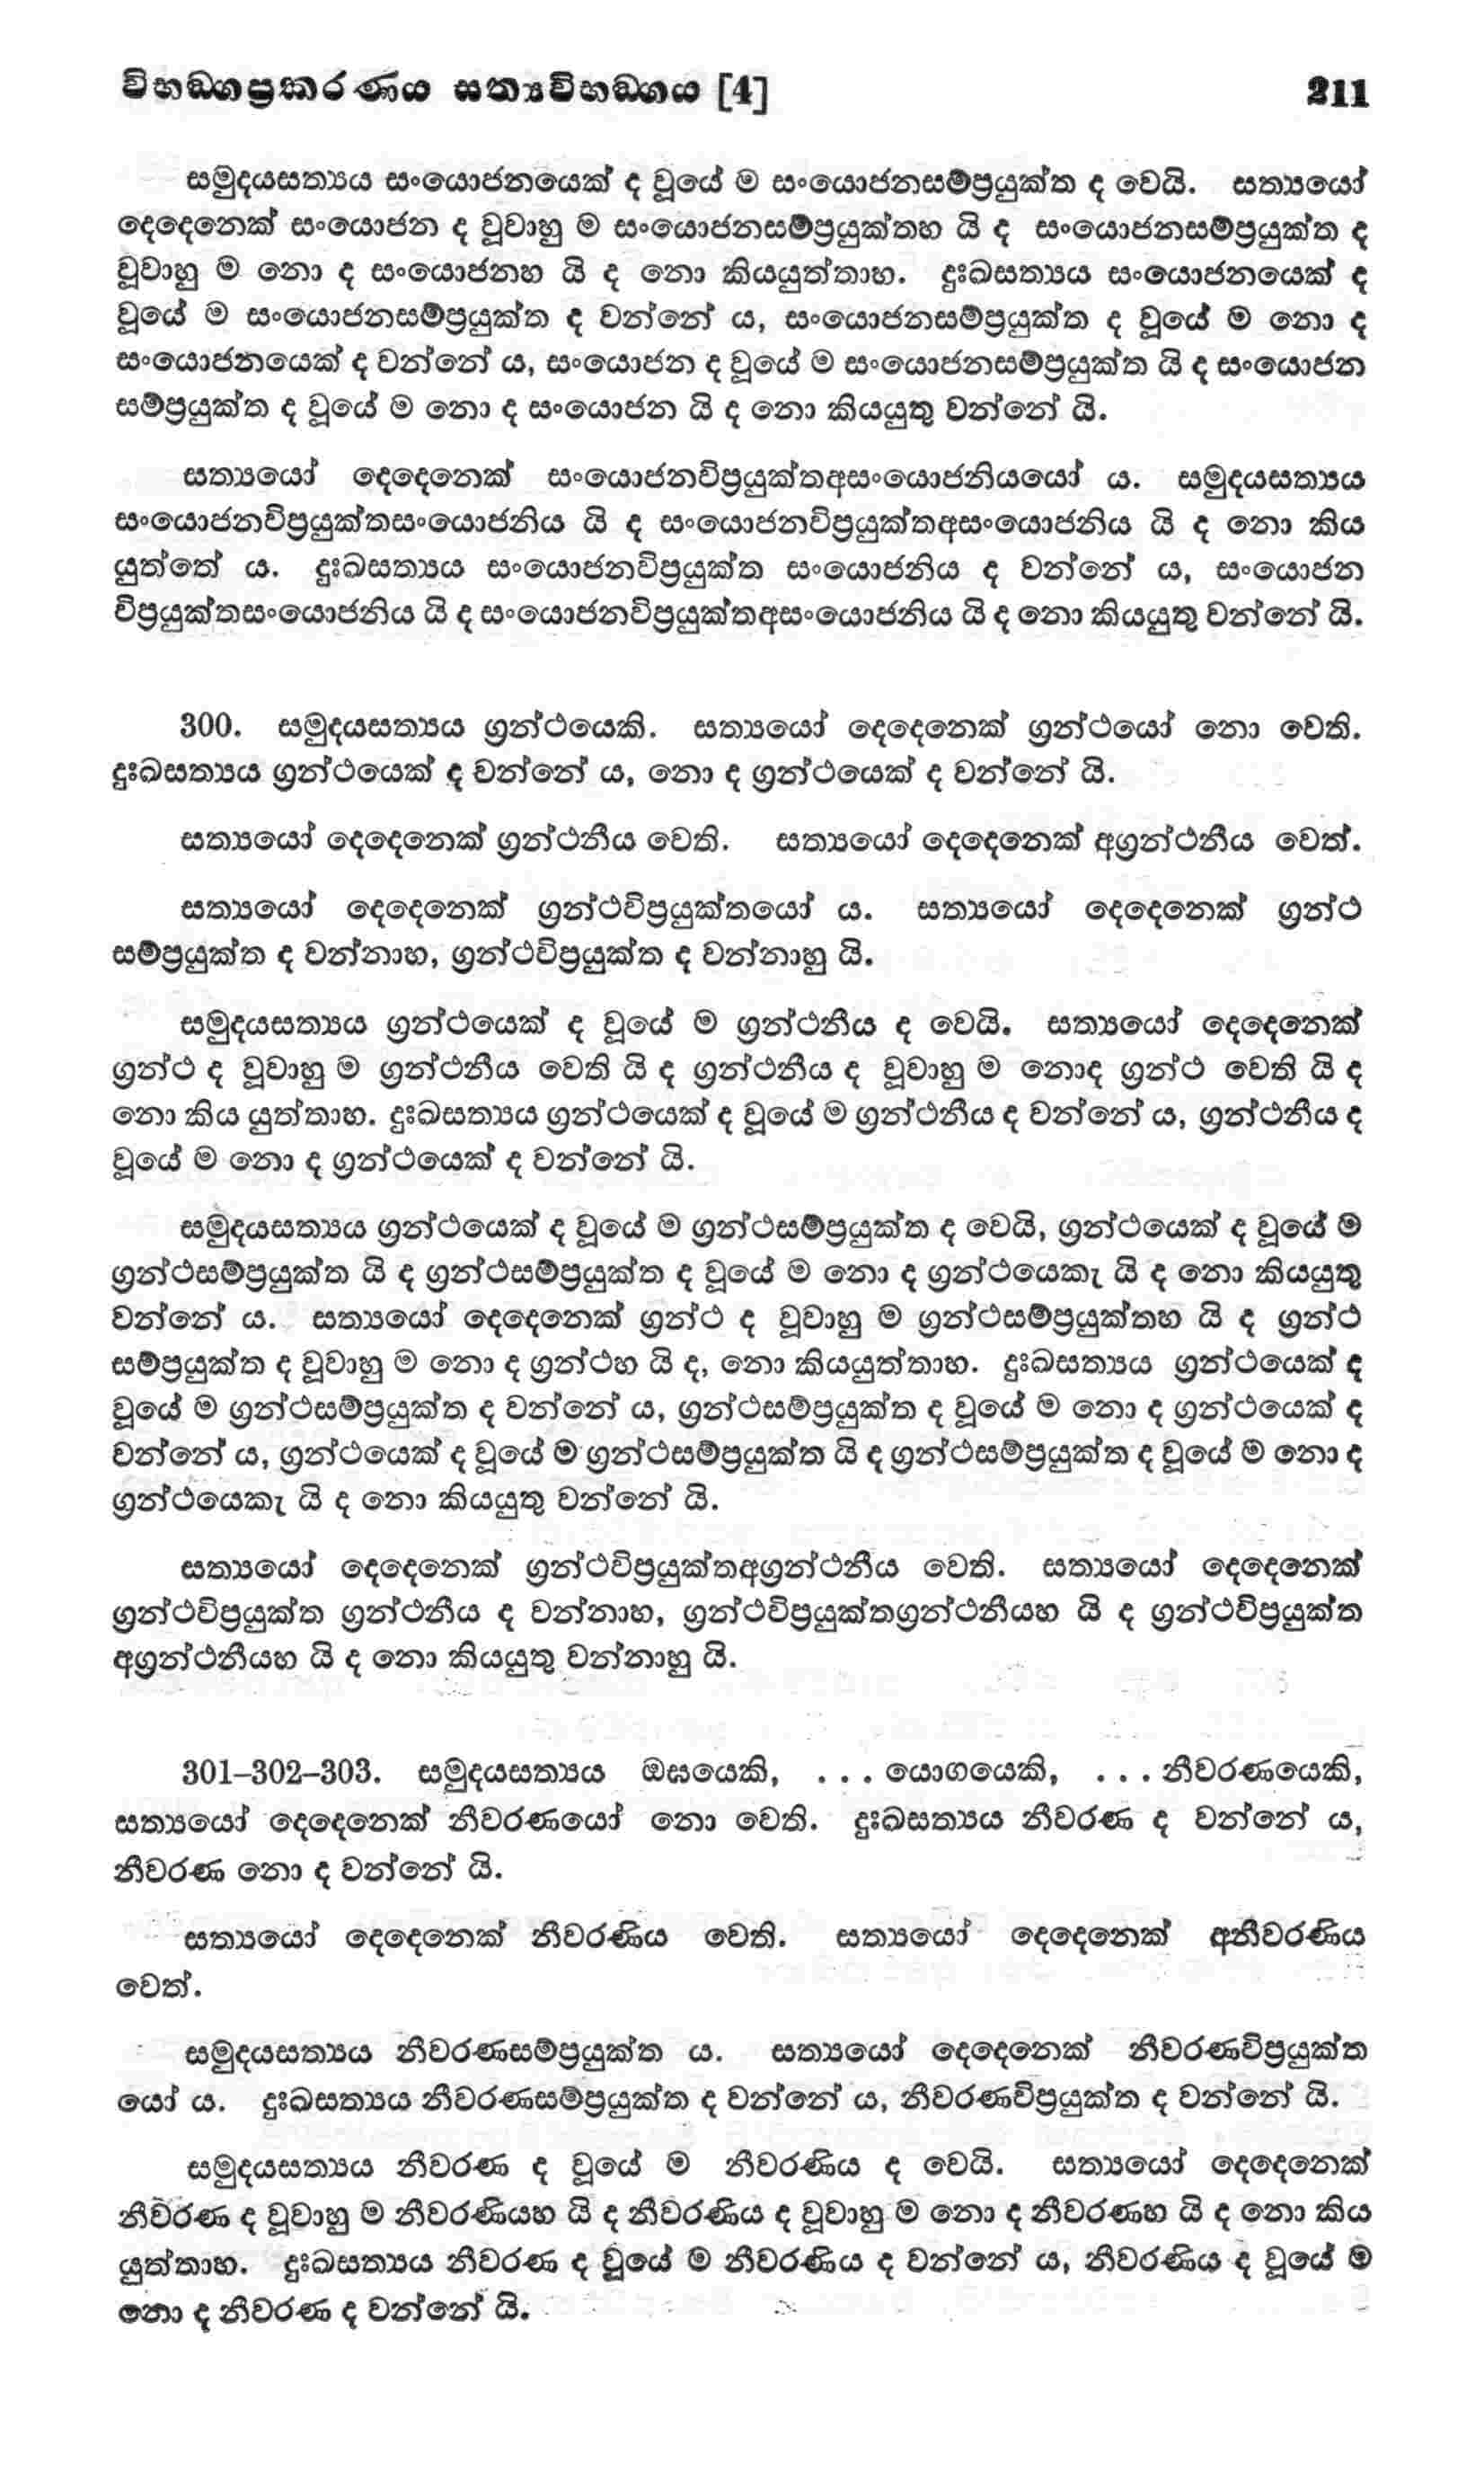 විභඞ්ගප්‍රකරණය සත්‍යවිභඞ්ගය [4] 211
සමුදයසත්‍යය සංයොජනයෙක් ද වූයේ ම සංයොජනසම්ප්‍රයුක්ත ද වෙයි. සත්‍යයෝ
දෙදෙනෙක් සංයොජන ද වූවාහු ම සංයොජනසම්ප්‍රයුක්තහ යි ද සංයොජනසම්ප්‍රයුක්ත ද
වූවාහු ම නො ද සංයොජනහ යි ද නො කියයුත්තාහ. දුඃඛසත්‍යය සංයොජනයෙක් ද
වූයේ ම සංයොජනසම්ප්‍රයුක්ත ද වන්නේ ය, සංයොජනසම්ප්‍රයුක්ත ද වූයේ ම නො ද
සංයොජනයෙක් ද වන්නේ ය, සංයොජන ද වූයේ ම සංයොජනසම්ප්‍රයුක්ත යි ද සංයොජන
සම්ප්‍රයුක්ත ද වූයේ ම නො ද සංයොජන යි ද නො කියයුතු වන්නේ යි.
සත්‍යයෝ දෙදෙනෙක් සංයොජනවිප්‍රයුක්තඅසංයොජනියයෝ ය. සමුදයසත්‍යය
සංයොජනවිප්‍රයුක්තසංයොජනිය යි ද සංයොජනවිප්‍රයුක්තඅසංයොජනිය යි ද නො කිය
යුත්තේ ය. දුඃඛසත්‍යය සංයොජනවිප්‍රයුක්ත සංයොජනිය ද වන්නේ ය, සංයොජන
විප්‍රයුක්තසංයොජනිය යි ද සංයොජනවිප්‍රයුක්තඅසංයොජනිය යි ද නො කියයුතු වන්නේ යි.
300. සමුදයසත්‍යය ග්‍රන්ථයෙකි. සත්‍යයෝ දෙදෙනෙක් ග්‍රන්ථයෝ නො වෙති.
දුඃඛසත්‍යය ග්‍රන්ථයෙක් ද වන්නේ ය, නො ද ග්‍රන්ථයෙක් ද වන්නේ යි.
සත්‍යයෝ දෙදෙනෙක් ග්‍රන්ථනීය වෙති. සත්‍යයෝ දෙදෙනෙක් අග්‍රන්ථනීය වෙත්.
සත්‍යයෝ දෙදෙනෙක් ග්‍රන්ථවිප්‍රයුක්තයෝ ය. සත්‍යයෝ දෙදෙනෙක් ග්‍රන්ථ
සම්ප්‍රයුක්ත ද වන්නාහ, ග්‍රන්ථවිප්‍රයුක්ත ද වන්නාහු යි.
සමුදයසත්‍යය ග්‍රන්ථයෙක් ද වූයේ ම ග්‍රන්ථනීය ද වෙයි. සත්‍යයෝ දෙදෙනෙක්
ග්‍රන්ථ ද වූවාහු ම ග්‍රන්ථනීය වෙති යි ද ග්‍රන්ථනීය ද වූවාහු ම නොද ග්‍රන්ථ වෙති යි ද
නො කිය යුත්තාහ. දුඃඛසත්‍යය ග්‍රන්ථයෙක් ද වූයේ ම ග්‍රන්ථනීය ද වන්නේ ය, ග්‍රන්ථනීය ද
වූයේ ම නො ද ග්‍රන්ථයෙක් ද වන්නේ යි.
සමුදයසත්‍යය ග්‍රන්ථයෙක් ද වූයේ ම ග්‍රන්ථසම්ප්‍රයුක්ත ද වෙයි, ග්‍රන්ථයෙක් ද වූයේ ම
ග්‍රන්ථසම්ප්‍රයුක්ත යි ද ග්‍රන්ථසම්ප්‍රයුක්ත ද වූයේ ම නො ද ග්‍රන්ථයෙකැ යි ද නො කියයුතු
වන්නේ ය. සත්‍යයෝ දෙදෙනෙක් ග්‍රන්ථ ද වූවාහු ම ග්‍රන්ථසම්ප්‍රයුක්තහ යි ද ග්‍රන්ථ
සම්ප්‍රයුක්ත ද වූවාහු ම නො ද ග්‍රන්ථහ යි ද, නො කියයුත්තාහ. දුඃඛසත්‍යය ග්‍රන්ථයෙක් ද
වූයේ ම ග්‍රන්ථසම්ප්‍රයුක්ත ද වන්නේ ය, ග්‍රන්ථසම්ප්‍රයුක්ත ද වූයේ ම නො ද ග්‍රන්ථයෙක් ද
වන්නේ ය, ග්‍රන්ථයෙක් ද වූයේ ම ග්‍රන්ථසම්ප්‍රයුක්ත යි ද ග්‍රන්ථසම්ප්‍රයුක්ත ද වූයේ ම නො ද
ග්‍රන්ථයෙකැ යි ද නො කියයුතු වන්නේ යි.
සත්‍යයෝ දෙදෙනෙක් ග්‍රන්ථවිප්‍රයුක්තඅග්‍රන්ථනීය වෙති. සත්‍යයෝ දෙදෙනෙක්
ග්‍රන්ථවිප්‍රයුක්ත ග්‍රන්ථනීය ද වන්නාහ, ග්‍රන්ථවිප්‍රයුක්තග්‍රන්ථනීයහ යි ද ග්‍රන්ථවිප්‍රයුක්ත
අග්‍රන්ථනීයහ යි ද නො කියයුතු වන්නාහු යි.
301–302–303. සමුදයසත්‍යය ඔඝයෙකි, ... යොගයෙකි, ... නීවරණයෙකි,
සත්‍යයෝ දෙදෙනෙක් නීවරණයෝ නො වෙති. දුඃඛසත්‍යය නීවරණ ද වන්නේ ය,
නීවරණ නො ද වන්නේ යි.
සත්‍යයෝ දෙදෙනෙක් නීවරණිය වෙති. සත්‍යයෝ දෙදෙනෙක් අනීවරණිය
වෙත්.
සමුදයසත්‍යය නීවරණසම්ප්‍රයුක්ත ය. සත්‍යයෝ දෙදෙනෙක් නීවරණවිප්‍රයුක්ත
යෝ ය. දුඃඛසත්‍යය නීවරණසම්ප්‍රයුක්ත ද වන්නේ ය, නීවරණවිප්‍රයුක්ත ද වන්නේ යි.
සමුදයසත්‍යය නීවරණ ද වූයේ ම නීවරණිය ද වෙයි. සත්‍යයෝ දෙදෙනෙක්
නීවරණ ද වූවාහු ම නීවරණියහ යි ද නීවරණිය ද වූවාහු ම නො ද නීවරණහ යි ද නො කිය
යුත්තාහ. දුඃඛසත්‍යය නීවරණ ද වූයේ ම නීවරණිය ද වන්නේ ය, නීවරණිය ද වූයේ ම
නො ද නීවරණ ද වන්නේ යි.